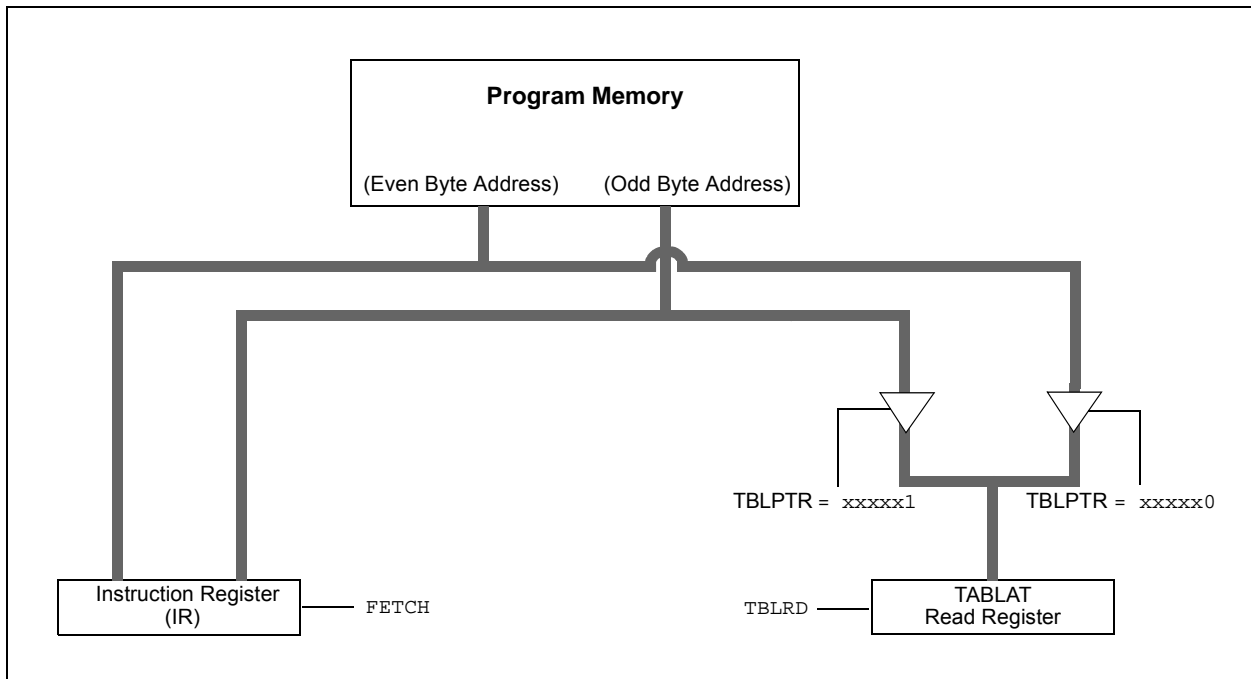 Program Memory
(Even Byte Address) (Odd Byte Address)
TBLPTR = xxxxx1 TBLPTR = xxxxx0
Instruction Register
(IR)
FETCH
TBLRD
TABLAT
Read Register